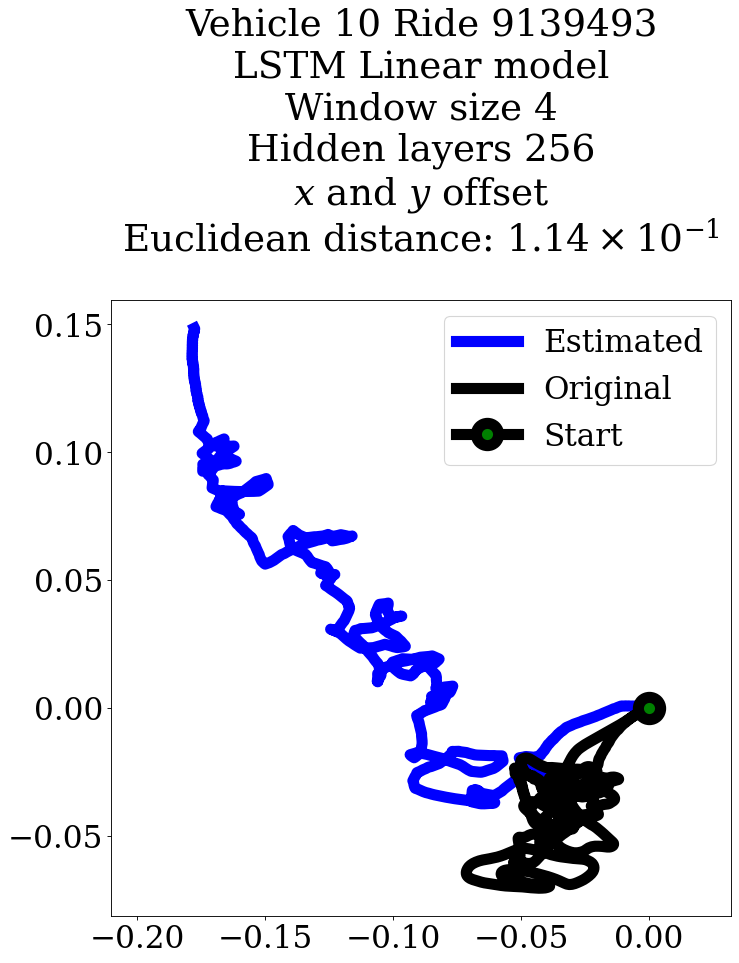 Vehicle 10 Ride 9139493
LSTM Linear model
Window size 4
Hidden layers 256
x and y offset
Euclidean distance: 1.14 × 10⁻¹
Estimated
Original
Start
0.15
0.10
0.05
0.00
−0.05
−0.20 −0.15 −0.10 −0.05 0.00